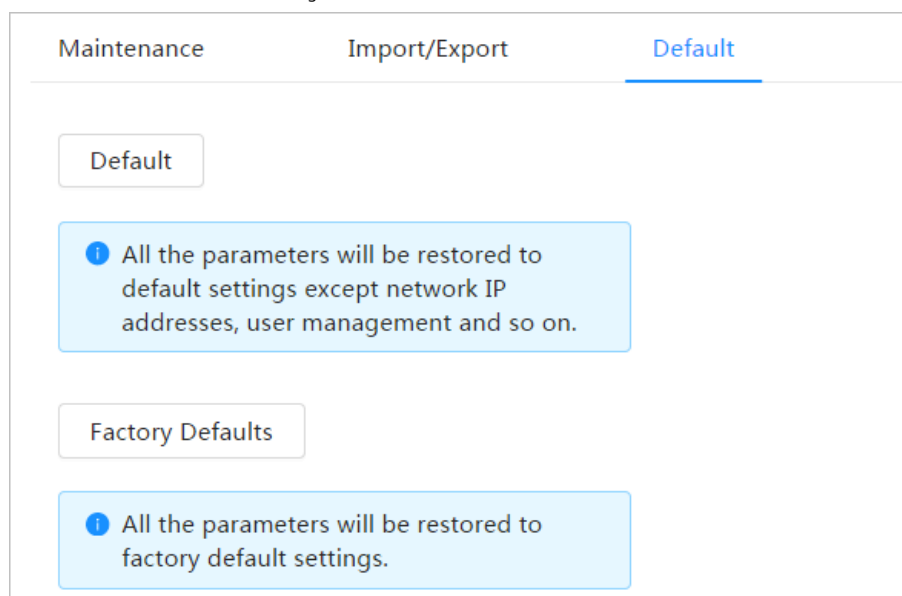 Maintenance Import/Export Default
Default
All the parameters will be restored to
default settings except network IP
addresses, user management and so on.
Factory Defaults
All the parameters will be restored to
factory default settings.